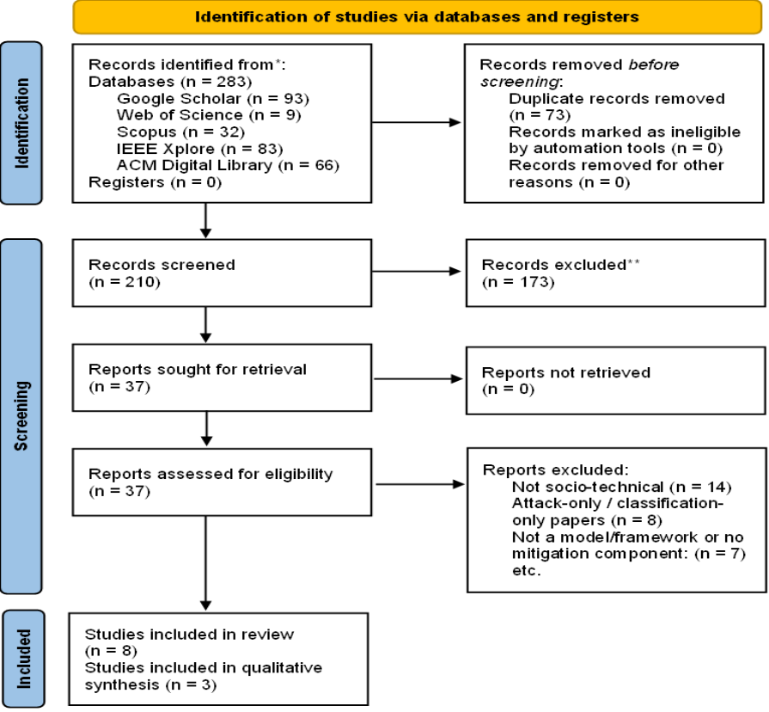 Identification of studies via databases and registers
Identification
Records identified from*:
Databases (n = 283)
Google Scholar (n = 93)
Web of Science (n = 9)
Scopus (n = 32)
IEEE Xplore (n = 83)
ACM Digital Library (n = 66)
Registers (n = 0)
Records removed before
screening:
Duplicate records removed
(n = 73)
Records marked as ineligible
by automation tools (n = 0)
Records removed for other
reasons (n = 0)
Screening
Records screened
(n = 210)
Records excluded**
(n = 173)
Reports sought for retrieval
(n = 37)
Reports not retrieved
(n = 0)
Reports assessed for eligibility
(n = 37)
Reports excluded:
Not socio-technical (n = 14)
Attack-only / classification-
only papers (n = 8)
Not a model/framework or no
mitigation component: (n = 7)
etc.
Included
Studies included in review
(n = 8)
Studies included in qualitative
synthesis (n = 3)